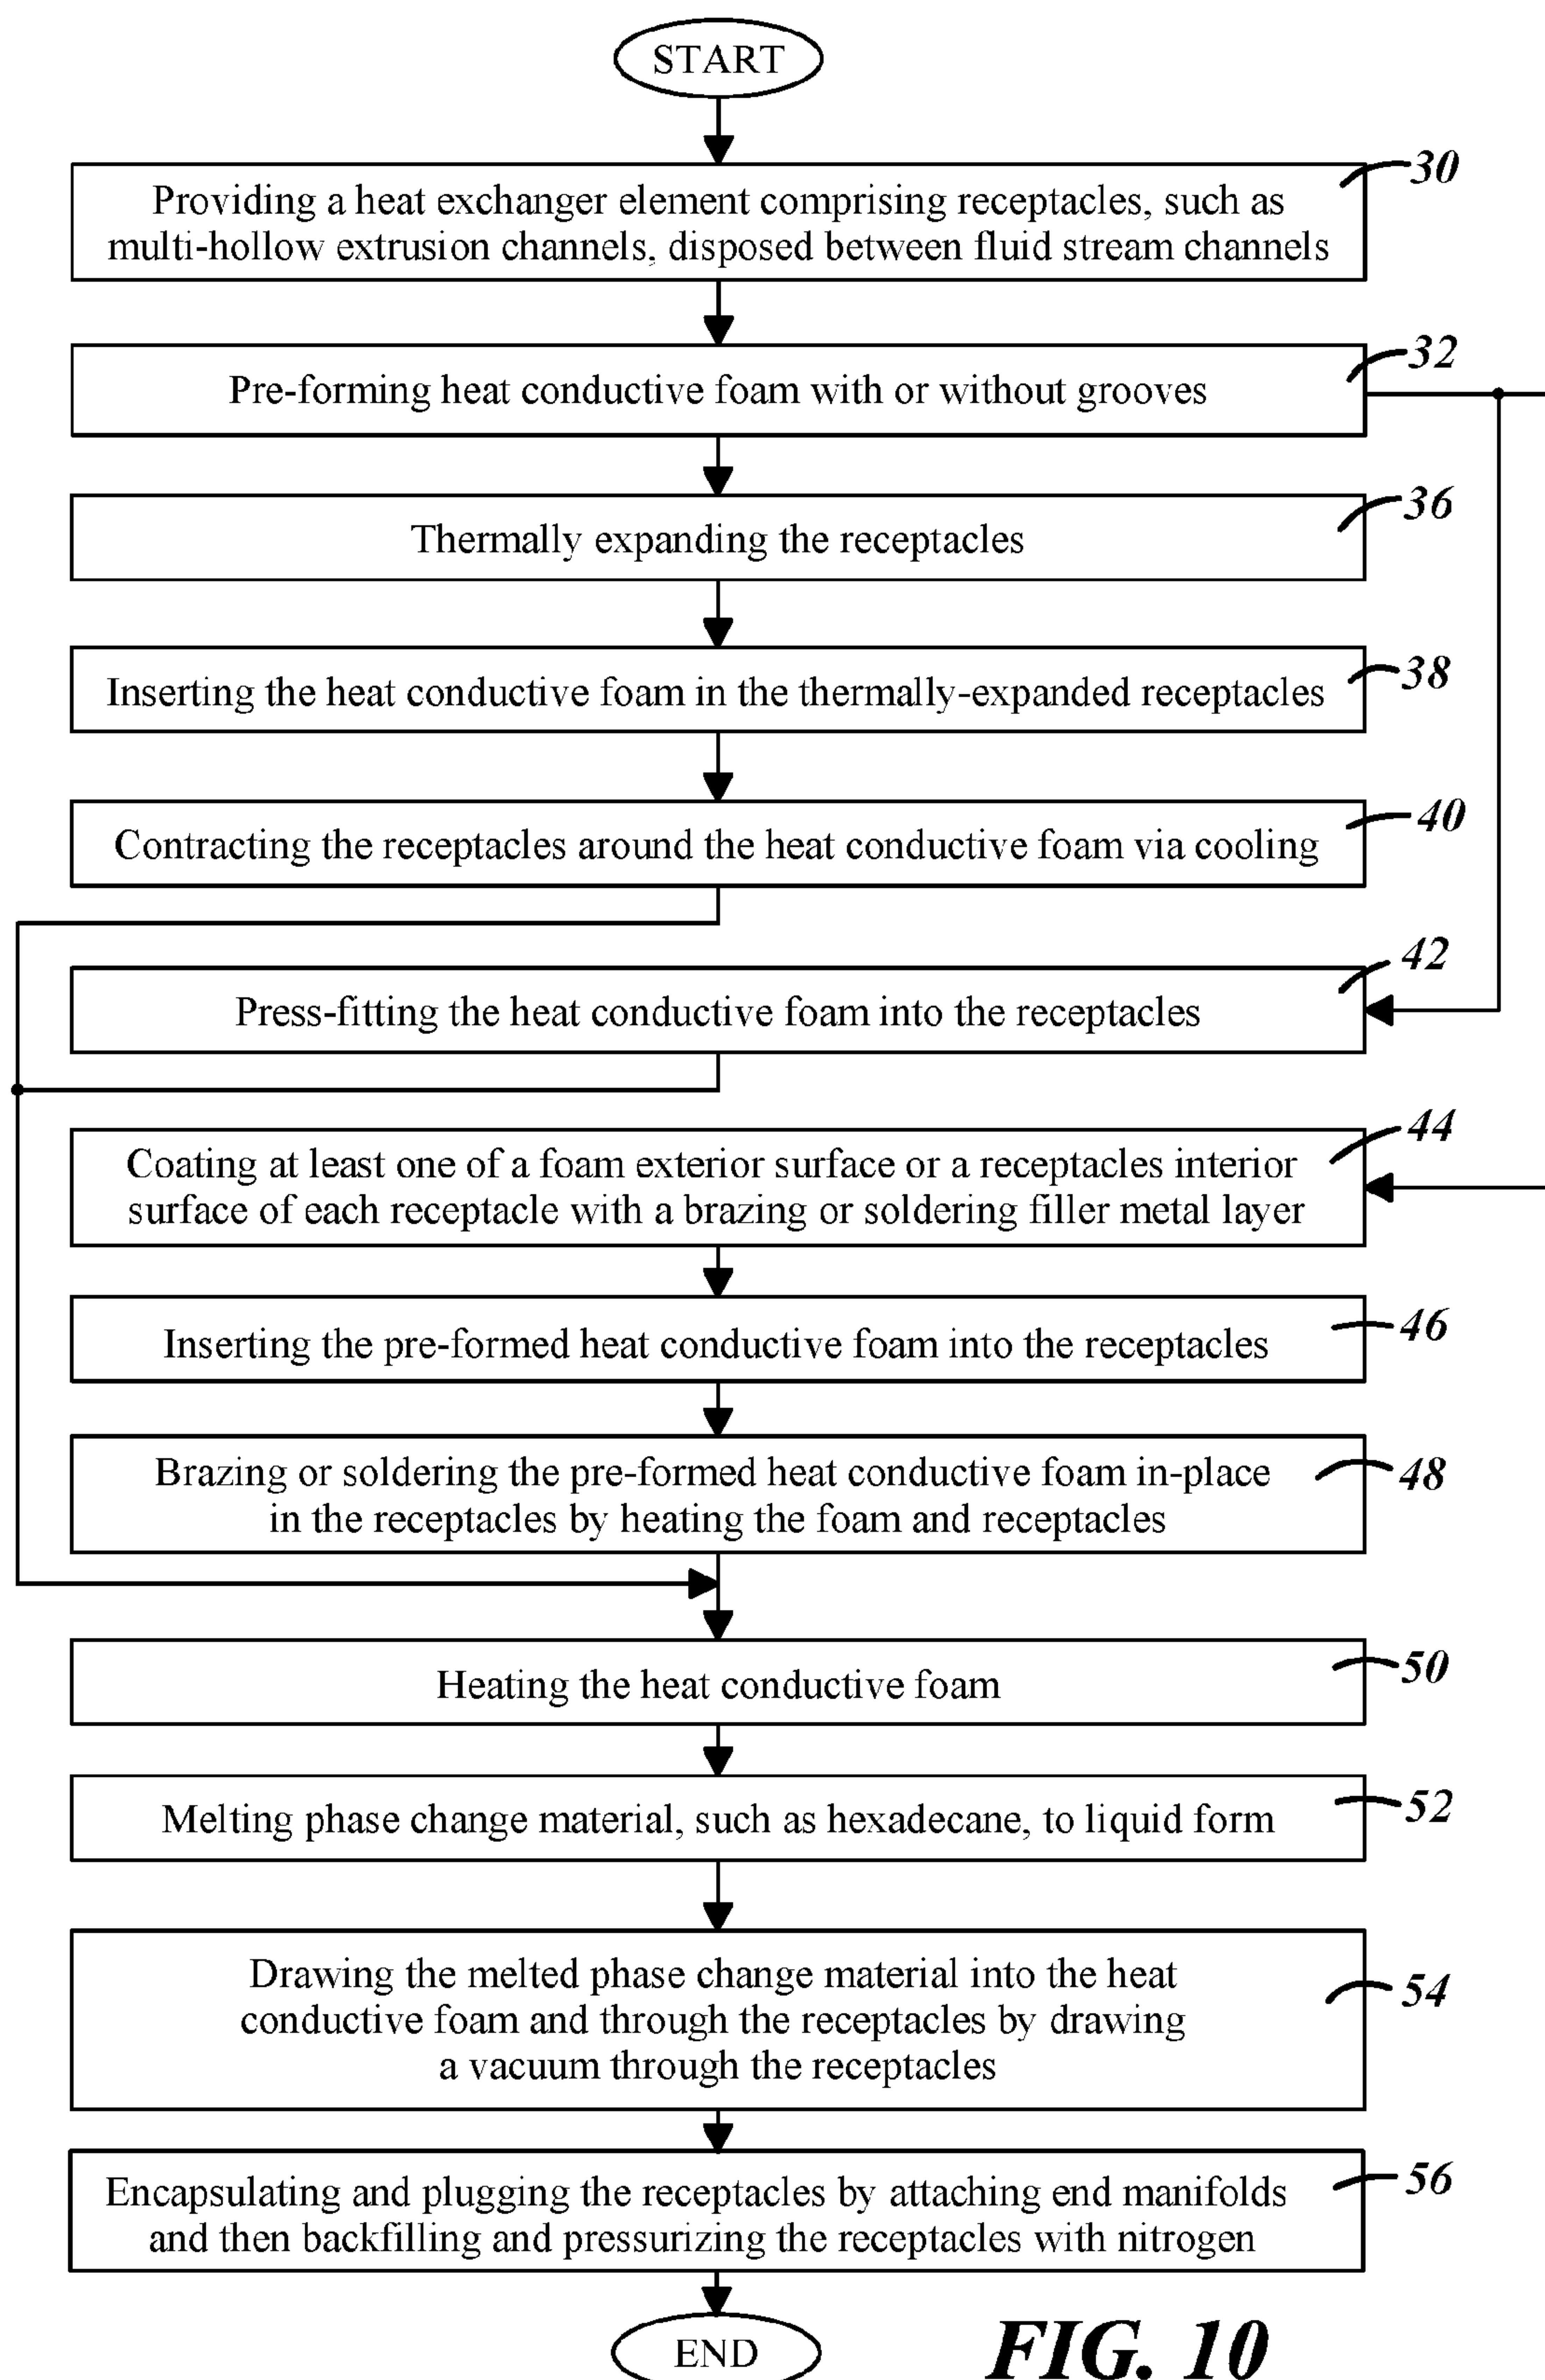 START
30
Providing a heat exchanger element comprising receptacles, such as
multi-hollow extrusion channels, disposed between fluid stream channels
32
Pre-forming heat conductive foam with or without grooves
36
Thermally expanding the receptacles
38
Inserting the heat conductive foam in the thermally-expanded receptacles
40
Contracting the receptacles around the heat conductive foam via cooling
42
Press-fitting the heat conductive foam into the receptacles
44
Coating at least one of a foam exterior surface or a receptacles interior
surface of each receptacle with a brazing or soldering filler metal layer
46
Inserting the pre-formed heat conductive foam into the receptacles
48
Brazing or soldering the pre-formed heat conductive foam in-place
in the receptacles by heating the foam and receptacles
50
Heating the heat conductive foam
52
Melting phase change material, such as hexadecane, to liquid form
54
Drawing the melted phase change material into the heat
conductive foam and through the receptacles by drawing
a vacuum through the receptacles
56
Encapsulating and plugging the receptacles by attaching end manifolds
and then backfilling and pressurizing the receptacles with nitrogen
END
FIG. 10